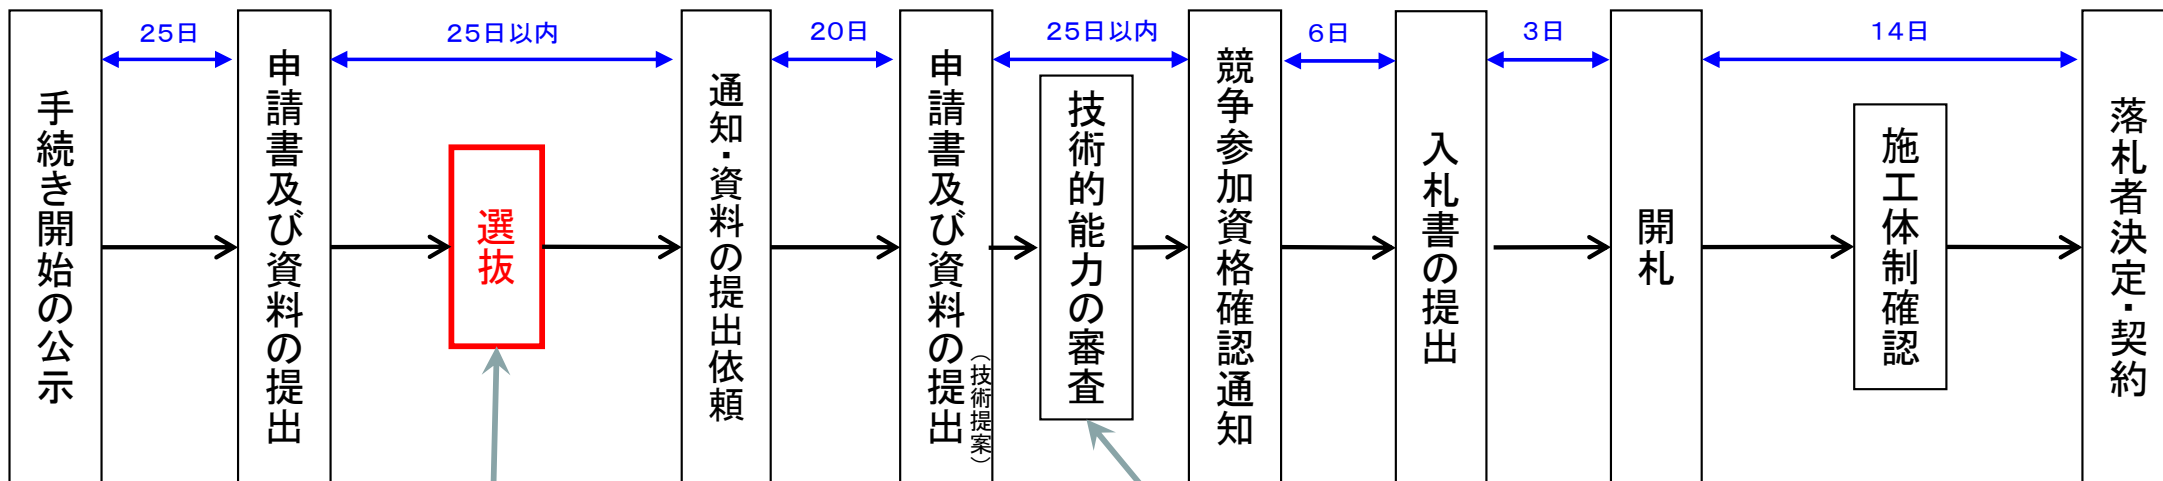 25日
25日以内
20日
25日以内
6日
3日
14日
手続き開始の公示
申請書及び資料の提出
選抜
通知・資料の提出依頼
申請書及び資料の提出
（技術提案）
技術的能力の審査
競争参加資格確認通知
入札書の提出
開札
施工体制確認
落札者決定・契約